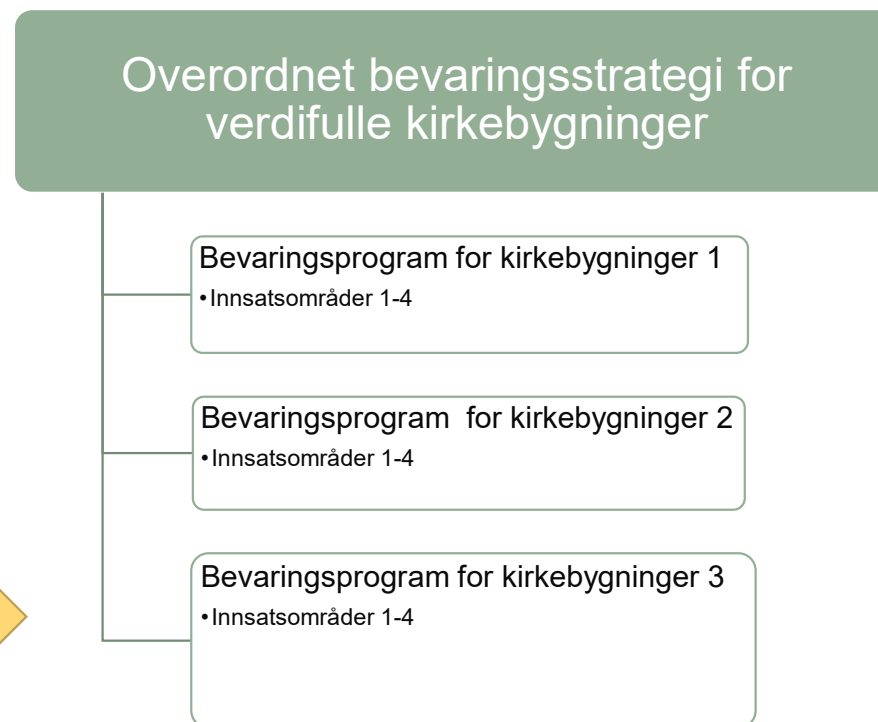 Overordnet bevaringsstrategi for
verdifulle kirkebygninger
Bevaringsprogram for kirkebygninger 1
•Innsatsområder 1-4
Bevaringsprogram  for kirkebygninger 2
•Innsatsområder 1-4
Bevaringsprogram for kirkebygninger 3
•Innsatsområder 1-4